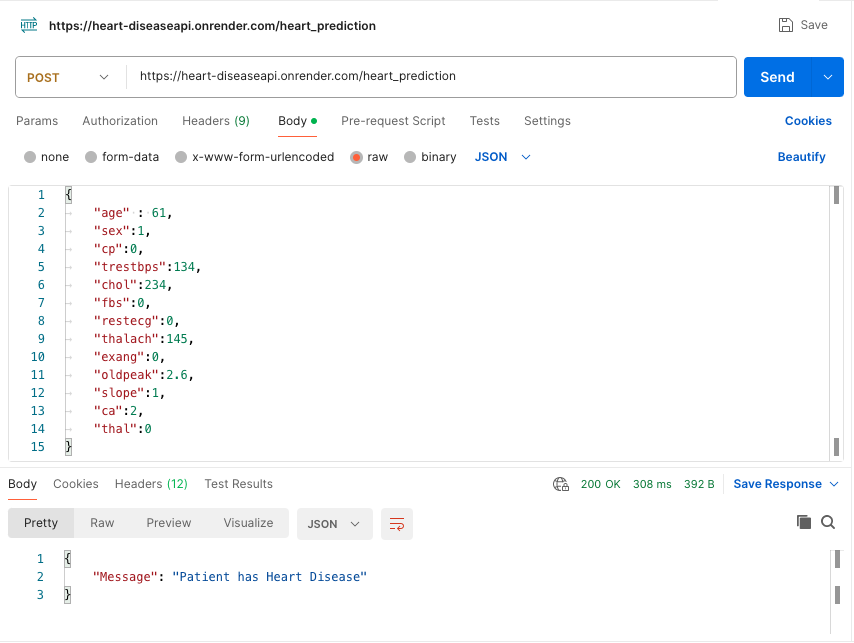 HTTP https://heart-diseaseapi.onrender.com/heart_prediction Save
POST https://heart-diseaseapi.onrender.com/heart_prediction Send
Params Authorization Headers (9) Body Pre-request Script Tests Settings Cookies
none form-data x-www-form-urlencoded raw binary JSON Beautify
1 {
2 "age" : 61,
3 "sex":1,
4 "cp":0,
5 "trestbps":134,
6 "chol":234,
7 "fbs":0,
8 "restecg":0,
9 "thalach":145,
10 "exang":0,
11 "oldpeak":2.6,
12 "slope":1,
13 "ca":2,
14 "thal":0
15 }
Body Cookies Headers (12) Test Results 200 OK 308 ms 392 B Save Response
Pretty Raw Preview Visualize JSON
1 {
2 "Message": "Patient has Heart Disease"
3 }